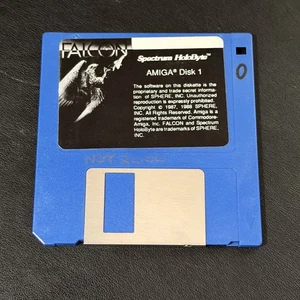 FALCON
Spectrum HoloByte™
AMIGA® Disk 1
The software on this diskette is the
proprietary and trade secret informa-
tion of SPHERE, INC. Unauthorized
reproduction is expressly prohibited.
Copyright © 1987, 1988 SPHERE,
INC. All Rights Reserved. Amiga is a
registered trademark of Commodore-
Amiga, Inc. FALCON and Spectrum
HoloByte are trademarks of SPHERE,
INC.
0
NOT